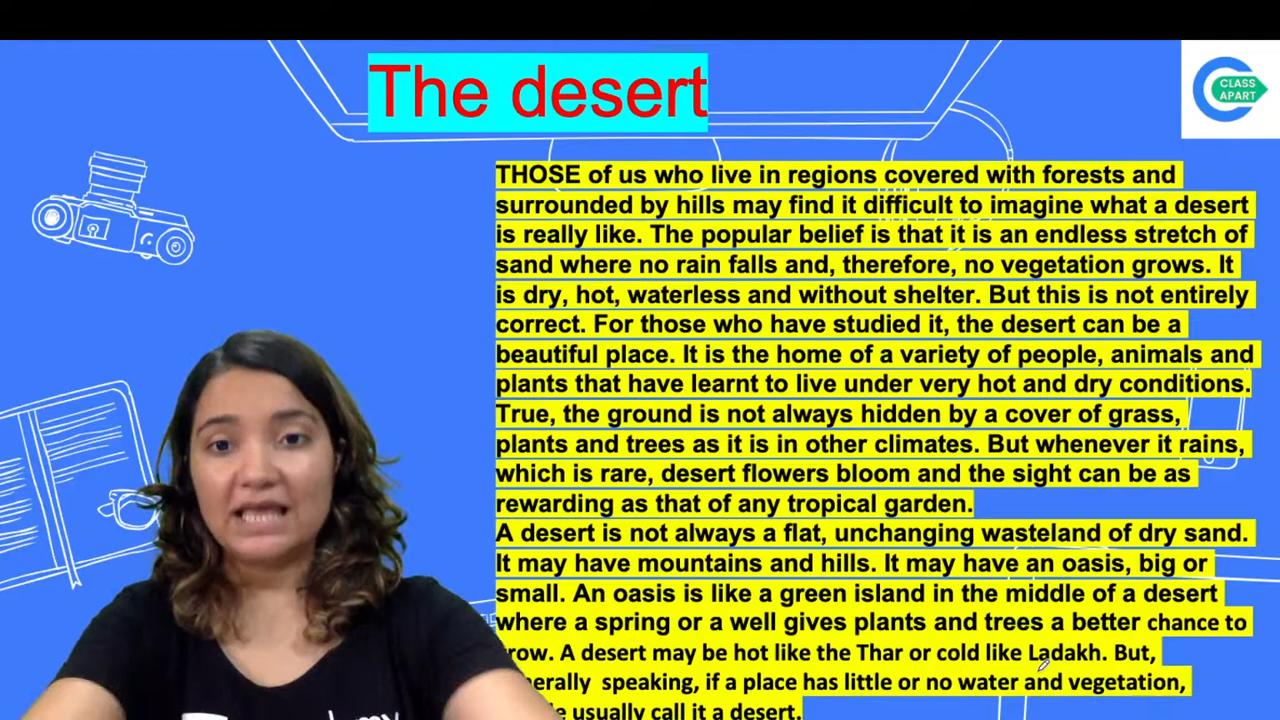 The desert
CLASS
APART
THOSE of us who live in regions covered with forests and
surrounded by hills may find it difficult to imagine what a desert
is really like. The popular belief is that it is an endless stretch of
sand where no rain falls and, therefore, no vegetation grows. It
is dry, hot, waterless and without shelter. But this is not entirely
correct. For those who have studied it, the desert can be a
beautiful place. It is the home of a variety of people, animals and
plants that have learnt to live under very hot and dry conditions.
True, the ground is not always hidden by a cover of grass,
plants and trees as it is in other climates. But whenever it rains,
which is rare, desert flowers bloom and the sight can be as
rewarding as that of any tropical garden.
A desert is not always a flat, unchanging wasteland of dry sand.
It may have mountains and hills. It may have an oasis, big or
small. An oasis is like a green island in the middle of a desert
where a spring or a well gives plants and trees a better chance to
A desert may be hot like the Thar or cold like Ladakh. But,
speaking, if a place has little or no water and vegetation,
usually call it a desert.